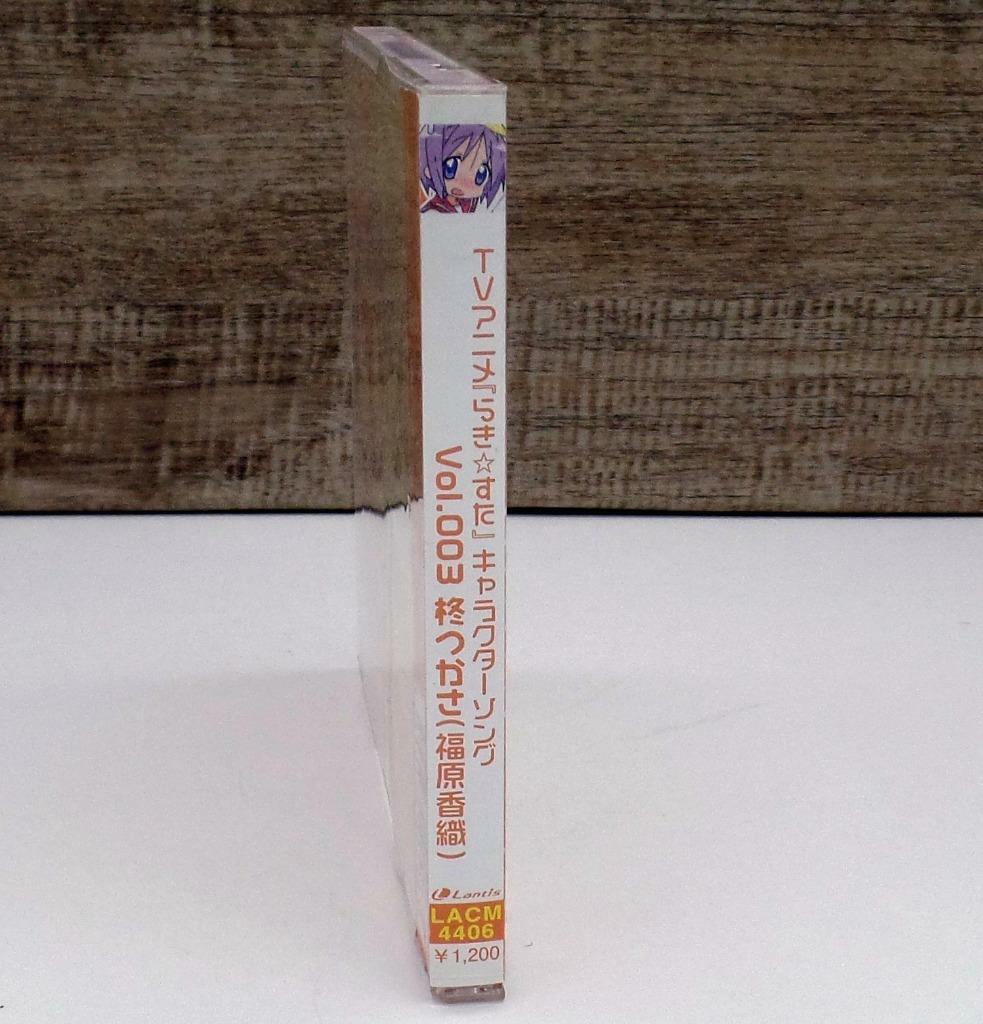 TVアニメ『らき☆すた』キャラクターソング
Vol.003 柊つかさ(福原香織)
Lantis
LACM
4406
¥1,200